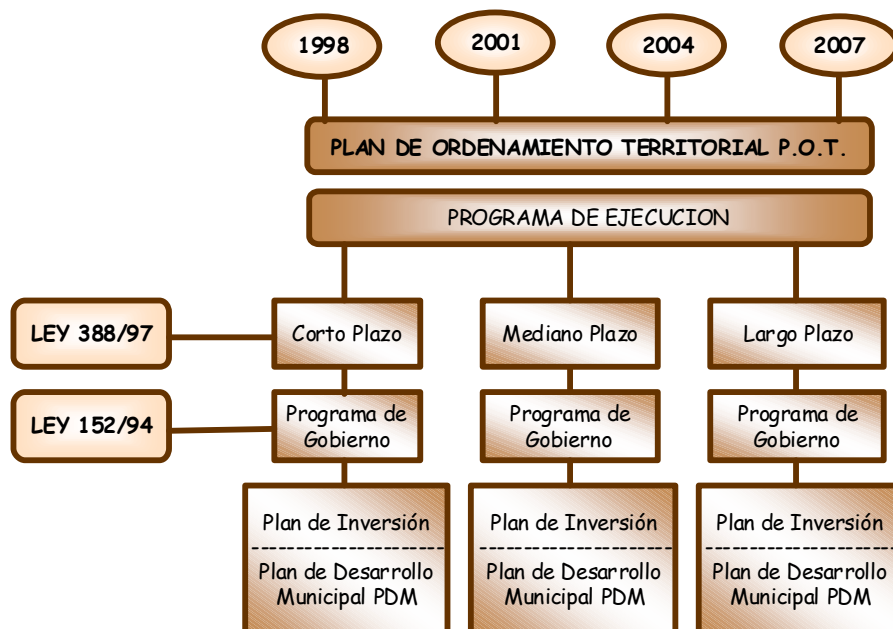 1998
2001
2004
2007
PLAN DE ORDENAMIENTO TERRITORIAL P.O.T.
PROGRAMA DE EJECUCION
LEY 388/97
Corto Plazo
Mediano Plazo
Largo Plazo
LEY 152/94
Programa de
Gobierno
Programa de
Gobierno
Programa de
Gobierno
Plan de Inversión
Plan de Desarrollo
Municipal PDM
Plan de Inversión
Plan de Desarrollo
Municipal PDM
Plan de Inversión
Plan de Desarrollo
Municipal PDM